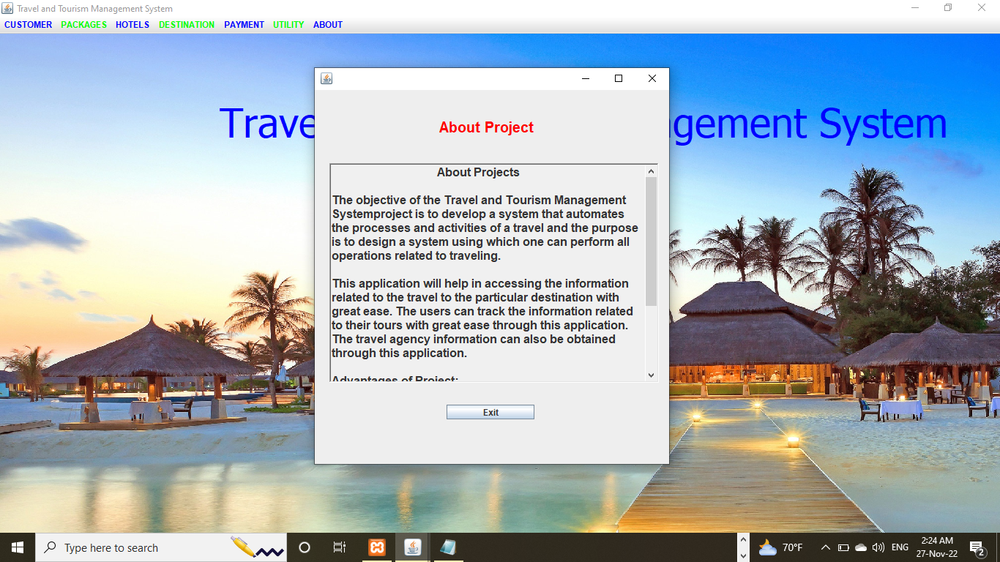 Travel and Tourism Management System
CUSTOMER PACKAGES HOTELS DESTINATION PAYMENT UTILITY ABOUT
Trave
gement System
About Project
About Projects
The objective of the Travel and Tourism Management
Systemproject is to develop a system that automates
the processes and activities of a travel and the purpose
is to design a system using which one can perform all
operations related to traveling.
This application will help in accessing the information
related to the travel to the particular destination with
great ease. The users can track the information related
to their tours with great ease through this application.
The travel agency information can also be obtained
through this application.
Advantages of Project:
Exit
Type here to search
70°F
ENG
2:24 AM
27-Nov-22
2